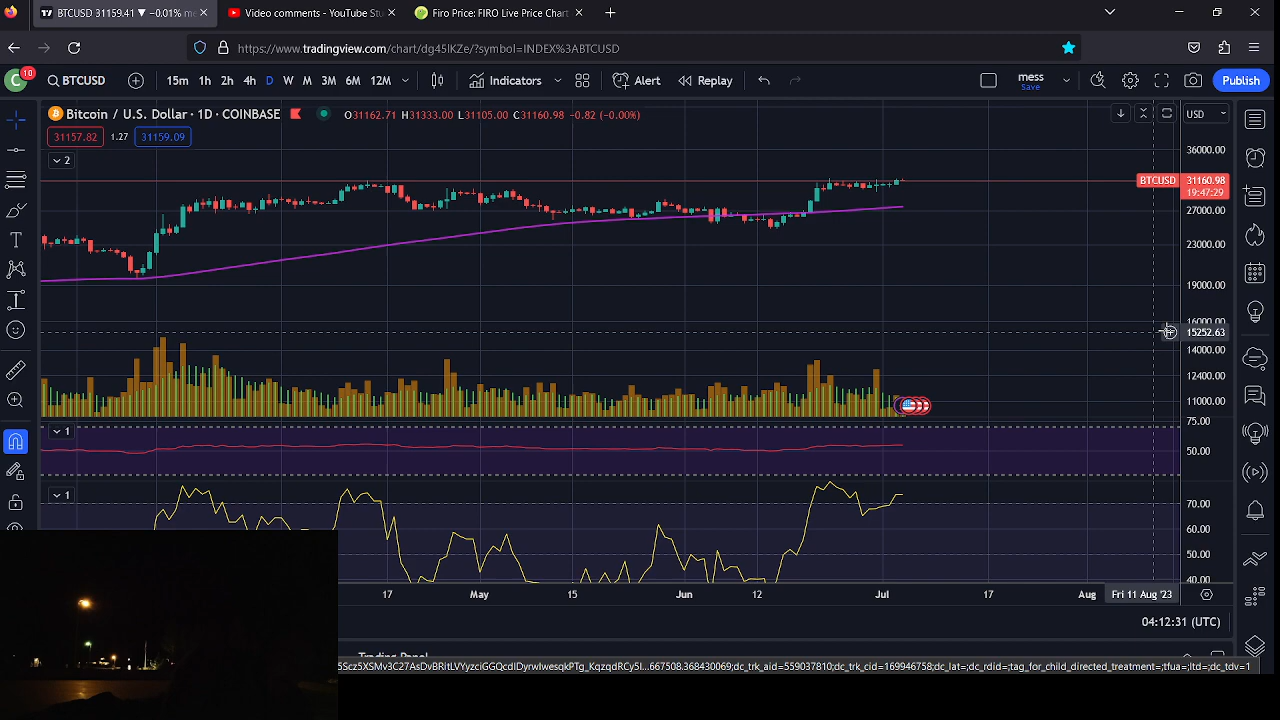 BTCUSD 31159.41 ▼ −0.01% me
Video comments - YouTube Stu
Firo Price: FIRO Live Price Chart
https://www.tradingview.com/chart/dg45lKZe/?symbol=INDEX%3ABTCUSD
C 10 BTCUSD 15m 1h 2h 4h D W M 3M 6M 12M Indicators Alert Replay mess Save Publish
Bitcoin / U.S. Dollar · 1D · COINBASE O31162.71 H31333.00 L31105.00 C31160.98 −0.82 (−0.00%) USD
31157.82 1.27 31159.09
2
36000.00
BTCUSD 31160.98
19:47:29
27000.00
23000.00
19000.00
16000.00
15252.63
14000.00
12400.00
11000.00
75.00
1
50.00
1
70.00
60.00
50.00
40.00
17 May 15 Jun 12 Jul 17 Aug Fri 11 Aug '23
04:12:31 (UTC)
Trading Panel